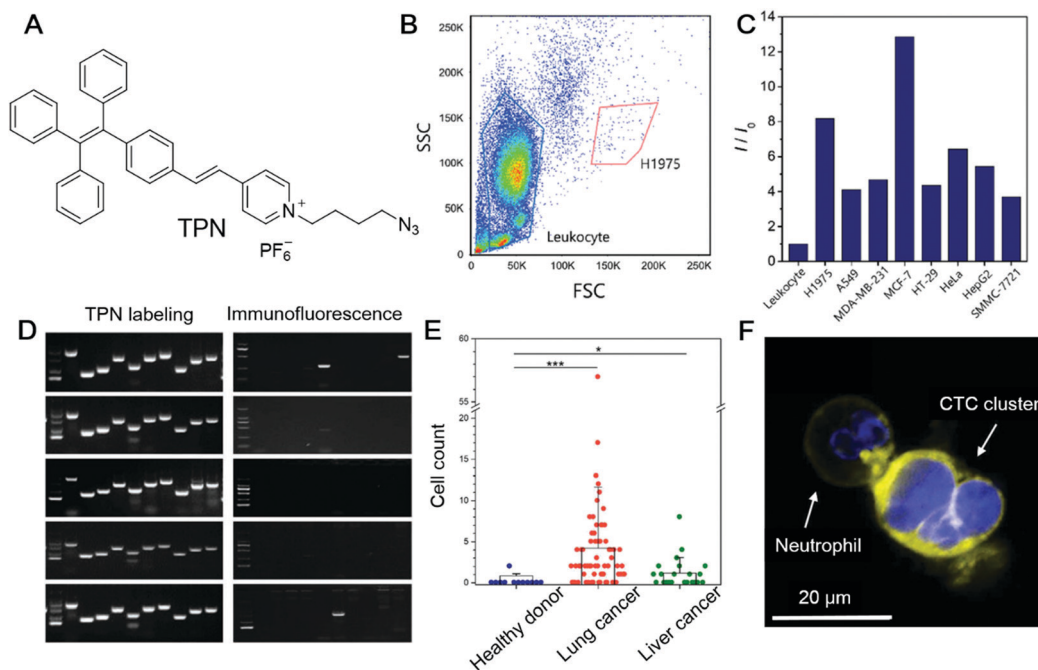 A
TPN
N⁺
N₃
PF₆⁻
B
250K
200K
150K
100K
50K
0
0 50K 100K 150K 200K 250K
SSC
FSC
H1975
Leukocyte
C
14
12
10
8
6
4
2
0
I / I₀
Leukocyte
H1975
A549
MDA-MB-231
MCF-7
HT-29
HeLa
HepG2
SMMC-7721
D
TPN labeling
Immunofluorescence
E
60
55
20
15
10
5
0
Cell count
***
*
Healthy donor
Lung cancer
Liver cancer
F
CTC cluster
Neutrophil
20 μm